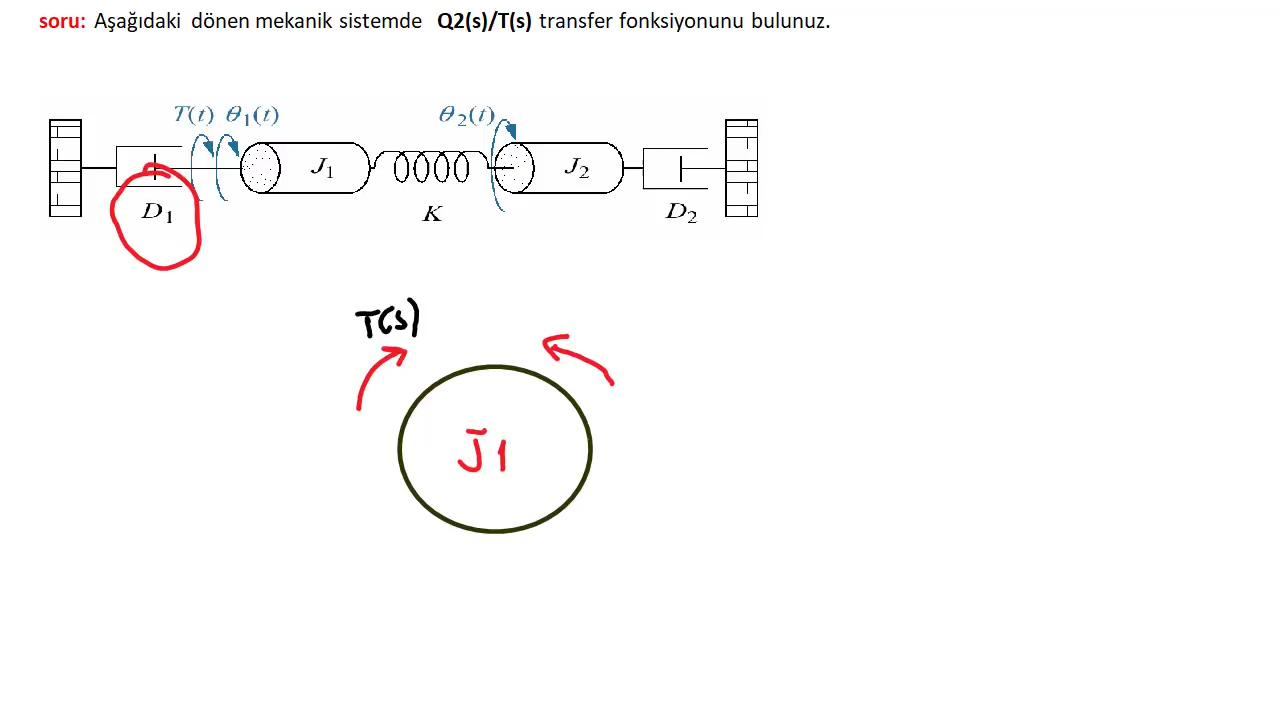 soru: Aşağıdaki dönen mekanik sistemde Q2(s)/T(s) transfer fonksiyonunu bulunuz.
T(t) θ1(t) θ2(t)
J1 J2
D1 K D2
T(s)
J1